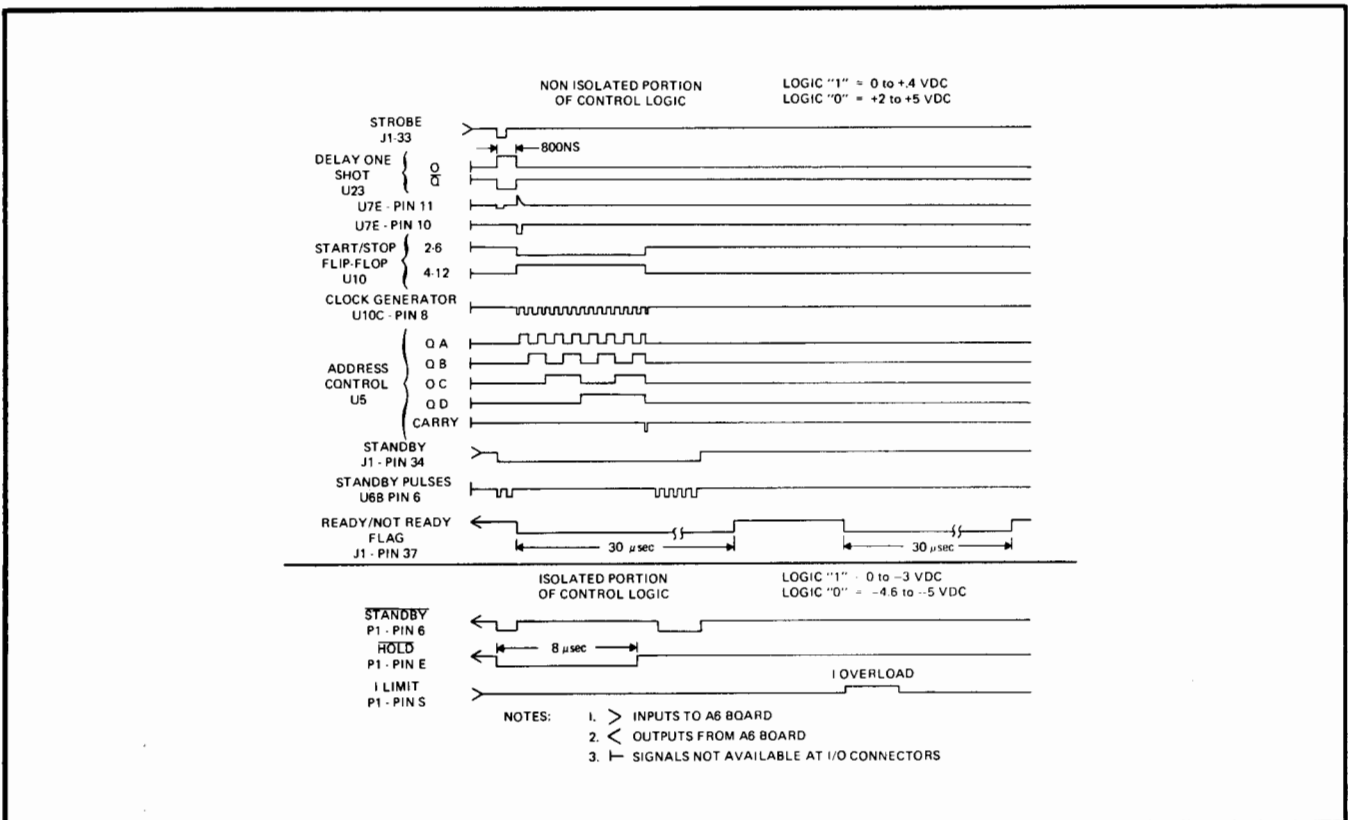 NON ISOLATED PORTION
OF CONTROL LOGIC
LOGIC "1" = 0 to +.4 VDC
LOGIC "0" = +2 to +5 VDC
STROBE
J1-33
800NS
DELAY ONE
SHOT
U23
Q
Q̅
U7E - PIN 11
U7E - PIN 10
START/STOP
FLIP-FLOP
U10
2-6
4-12
CLOCK GENERATOR
U10C - PIN 8
ADDRESS
CONTROL
U5
Q A
Q B
Q C
Q D
CARRY
STANDBY
J1 - PIN 34
STANDBY PULSES
U6B PIN 6
READY/NOT READY
FLAG
J1 - PIN 37
30 μsec
30 μsec
ISOLATED PORTION
OF CONTROL LOGIC
LOGIC "1" - 0 to -3 VDC
LOGIC "0" = -4.6 to -5 VDC
STANDBY
P1 - PIN 6
HOLD
P1 - PIN E
8 μsec
I LIMIT
P1 - PIN S
I OVERLOAD
NOTES:
1. > INPUTS TO A6 BOARD
2. < OUTPUTS FROM A6 BOARD
3. ⊢ SIGNALS NOT AVAILABLE AT I/O CONNECTORS